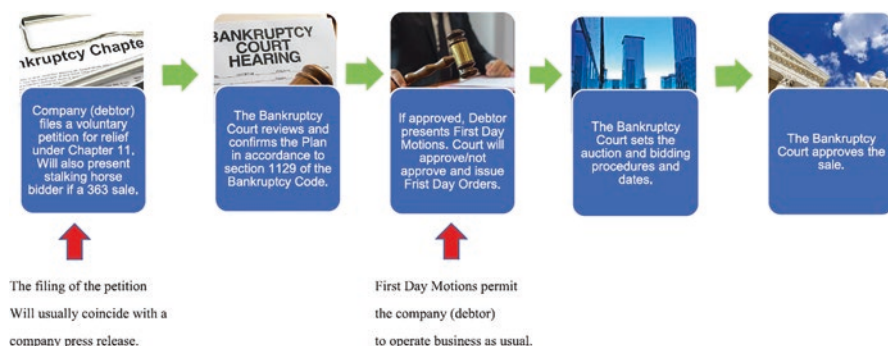 nkruptcy Chapte
Company (debtor)
files a voluntary
petition for relief
under Chapter 11.
Will also present
stalking horse
bidder if a 363 sale.
BANKRUPTCY
COURT
HEARING
The Bankruptcy
Court reviews and
confirms the Plan
in accordance to
section 1129 of the
Bankruptcy Code.
If approved, Debtor
presents First Day
Motions. Court will
approve/not
approve and issue
Frist Day Orders.
The Bankruptcy
Court sets the
auction and bidding
procedures and
dates.
The Bankruptcy
Court approves the
sale.
The filing of the petition
Will usually coincide with a
company press release.
First Day Motions permit
the company (debtor)
to operate business as usual.